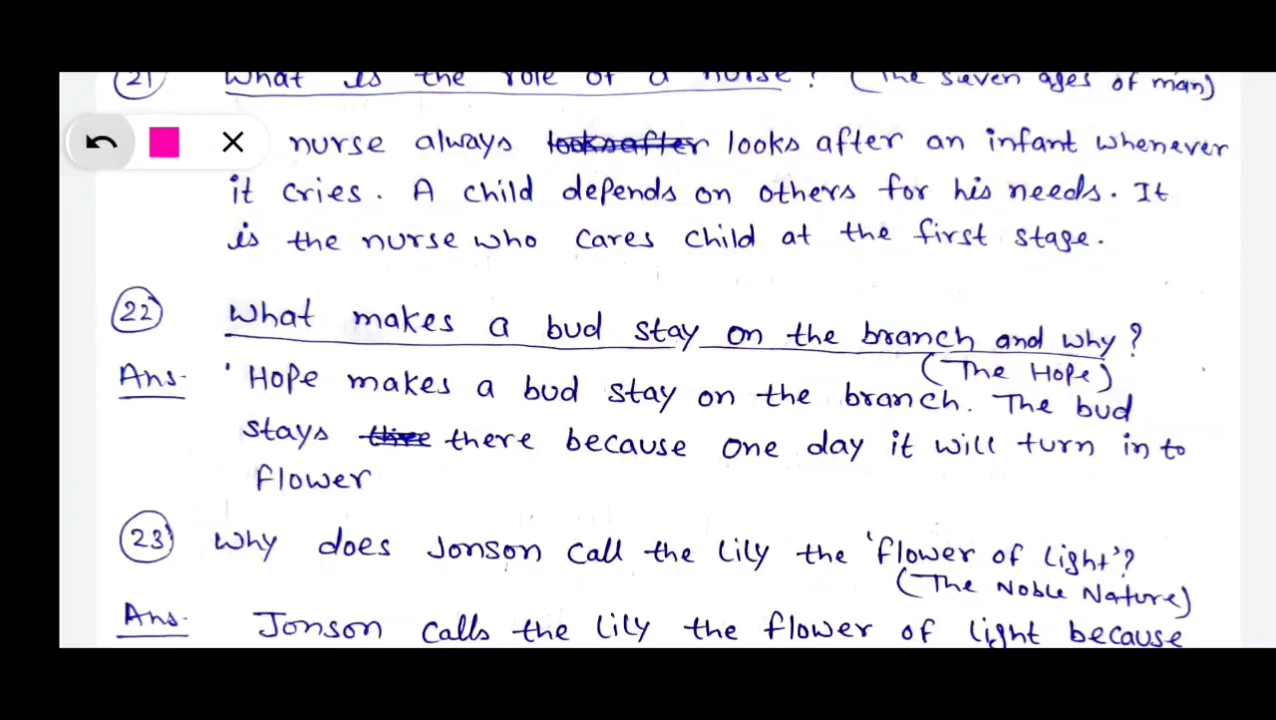 (21) What is the role of a nurse? (The seven ages of man)
nurse always looks after an infant whenever
it cries. A child depends on others for his needs. It
is the nurse who cares child at the first stage.
(22) What makes a bud stay on the branch and why?
(The Hope)
Ans- 'Hope makes a bud stay on the branch. The bud
stays there because one day it will turn in to
flower
(23) Why does Jonson call the lily the 'flower of light'?
(The Noble Nature)
Ans- Jonson calls the lily the flower of light because